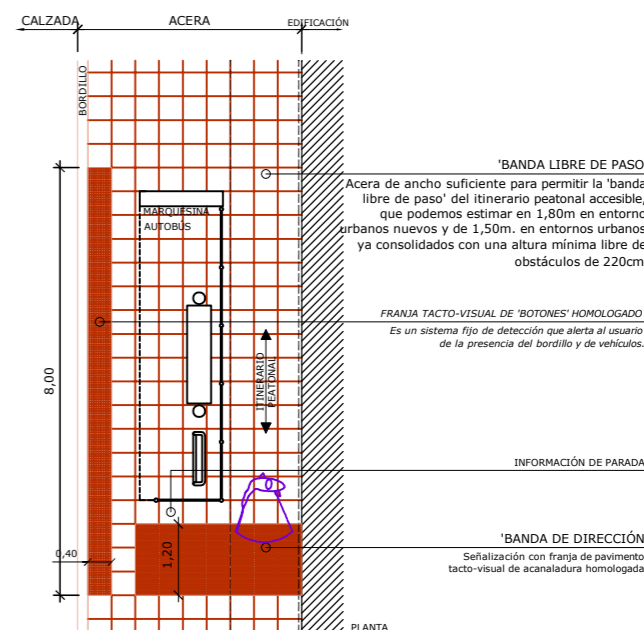 CALZADA
ACERA
EDIFICACIÓN
BORDILLO
'BANDA LIBRE DE PASO
Acera de ancho suficiente para permitir la 'banda
libre de paso' del itinerario peatonal accesible,
que podemos estimar en 1,80m en entorno
urbanos nuevos y de 1,50m. en entornos urbanos
ya consolidados con una altura mínima libre de
obstáculos de 220cm
MARQUESINA
AUTOBÚS
FRANJA TACTO-VISUAL DE 'BOTONES' HOMOLOGADO
Es un sistema fijo de detección que alerta al usuario
de la presencia del bordillo y de vehículos.
ITINERARIO
PEATONAL
8,00
INFORMACIÓN DE PARADA
'BANDA DE DIRECCIÓN
Señalización con franja de pavimento
tacto-visual de acanaladura homologada
0,40
1,20
PLANTA